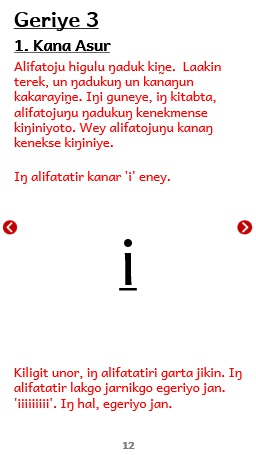 Geriye 3
1. Kana Asur
Alifatoju higulu ŋaduk kiñe. Laakin
terek, un ŋadukuŋ un kanaŋun
kakarayiŋe. Iŋi guneye, iŋ kitabta,
alifatojuŋu ŋadukuŋ kenekmense
kiŋiniyoto. Wey alifatojuŋu kanaŋ
kenekse kiŋiniye.
Iŋ alifatatir kanar 'i' eney.
i
Kiligit unor, iŋ alifatatiri garta jikin. Iŋ
alifatatir lakgo jarnikgo egeriyo jan.
'iiiiiiiii'. Iŋ hal, egeriyo jan.
12